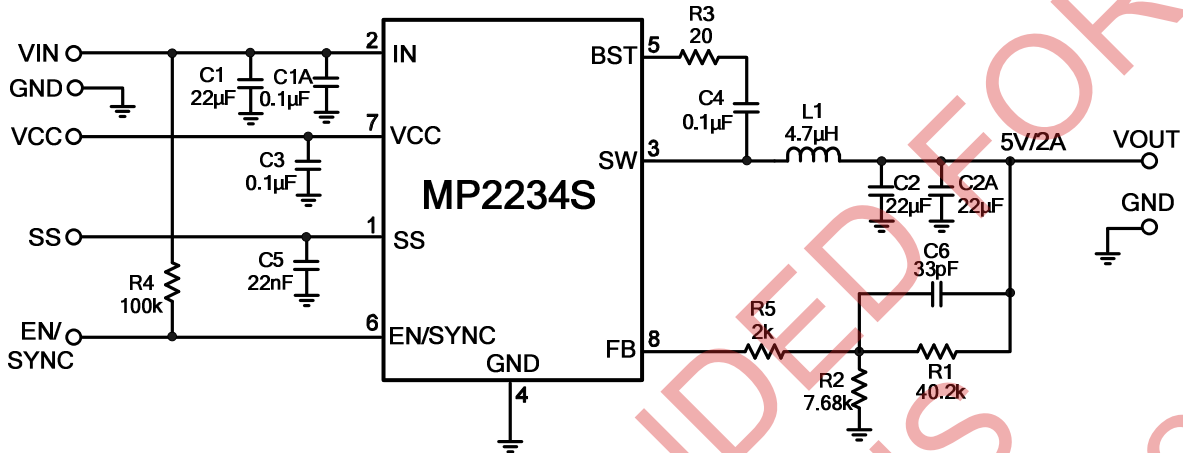 R3
20
VIN
2
IN
BST
5
C1
22µF
C1A
0.1µF
GND
C4
0.1µF
L1
4.7µH
VCC
7
VCC
C3
0.1µF
SW
3
5V/2A
VOUT
MP2234S
C2
22µF
C2A
22µF
GND
SS
1
SS
C5
22nF
C6
33pF
R4
100k
R5
2k
EN/
SYNC
6
EN/SYNC
FB
8
GND
4
R2
7.68k
R1
40.2k
NDED FOR